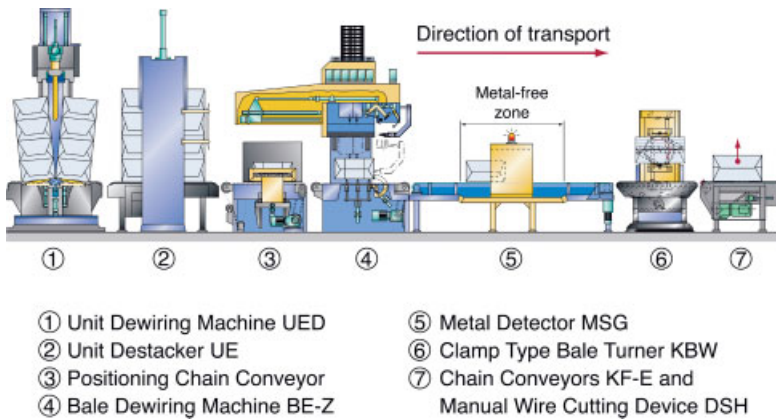 Direction of transport
Metal-free
zone
① ② ③ ④ ⑤ ⑥ ⑦
① Unit Dewiring Machine UED
② Unit Destacker UE
③ Positioning Chain Conveyor
④ Bale Dewiring Machine BE-Z
⑤ Metal Detector MSG
⑥ Clamp Type Bale Turner KBW
⑦ Chain Conveyors KF-E and
Manual Wire Cutting Device DSH